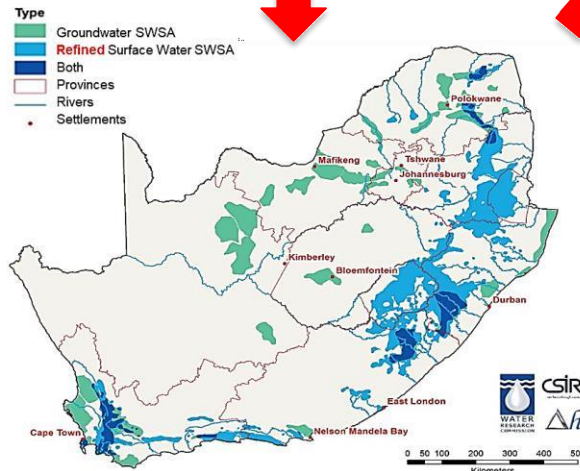 Type
Groundwater SWSA
Refined Surface Water SWSA
Both
Provinces
Rivers
Settlements
Polokwane
Mafikeng
Tshwane
Johannesburg
Kimberley
Bloemfontein
Durban
East London
Cape Town
Nelson Mandela Bay
WATER
RESEARCH
COMMISSION
CSIR
0 50 100 200 300 400
Kilometers